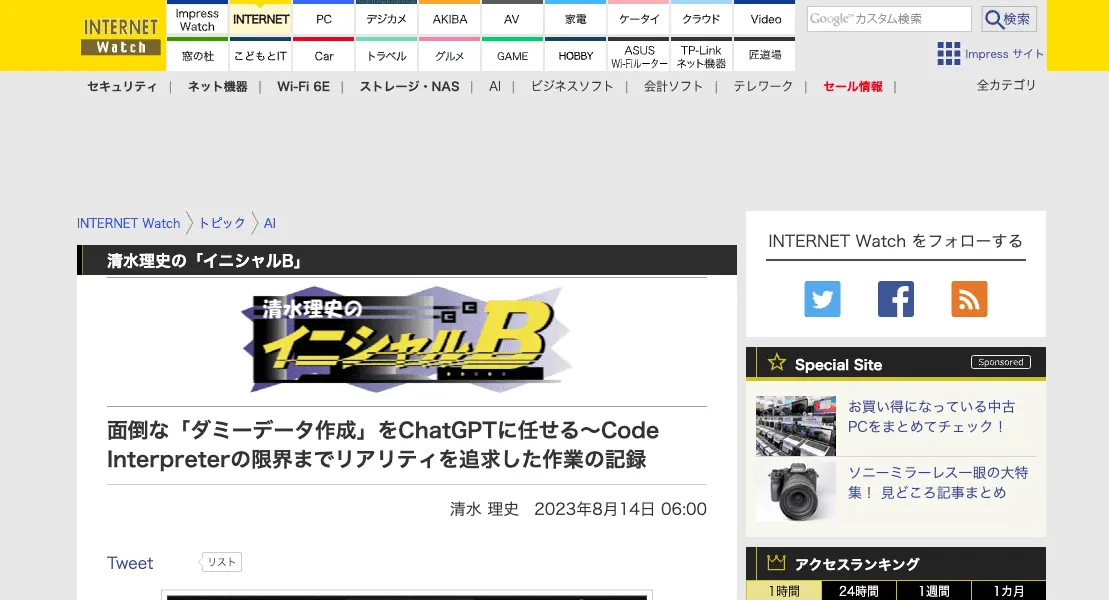 INTERNET
Watch
Impress
Watch
INTERNET
PC
デジカメ
AKIBA
AV
家電
ケータイ
クラウド
Video
窓の杜
こどもとIT
Car
トラベル
グルメ
GAME
HOBBY
ASUS
Wi-Fiルーター
TP-Link
ネット機器
匠道場
Google™カスタム検索
検索
Impress サイト
セキュリティ | ネット機器 | Wi-Fi 6E | ストレージ・NAS | AI | ビジネスソフト | 会計ソフト | テレワーク | セール情報 |
全カテゴリ
INTERNET Watch
トピック
AI
清水理史の「イニシャルB」
清水理史の
イニシャルB
面倒な「ダミーデータ作成」をChatGPTに任せる～Code
Interpreterの限界までリアリティを追求した作業の記録
清水 理史 2023年8月14日 06:00
Tweet
リスト
INTERNET Watch をフォローする
Special Site
Sponsored
お買い得になっている中古
PCをまとめてチェック！
ソニーミラーレス一眼の大特
集！ 見どころ記事まとめ
アクセスランキング
1時間
24時間
1週間
1カ月